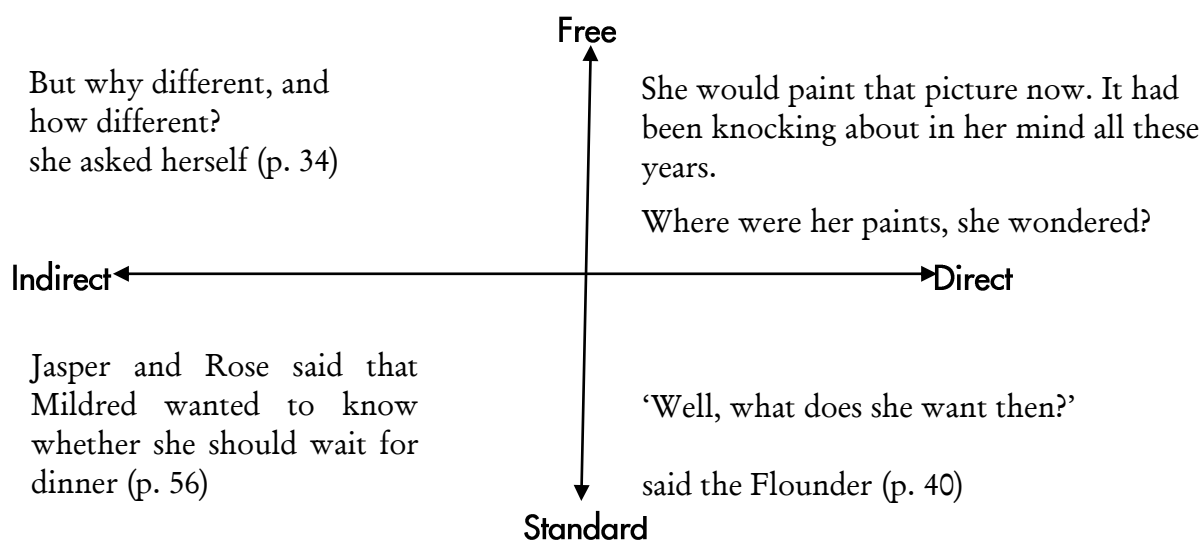 Free
But why different, and
how different?
she asked herself (p. 34)
She would paint that picture now. It had
been knocking about in her mind all these
years.
Where were her paints, she wondered?
Indirect
Direct
Jasper and Rose said that
Mildred wanted to know
whether she should wait for
dinner (p. 56)
‘Well, what does she want then?’
said the Flounder (p. 40)
Standard